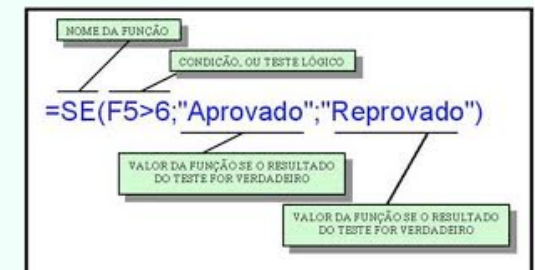 NOME DA FUNÇÃO
CONDIÇÃO, OU TESTE LÓGICO
=SE(F5>6;"Aprovado";"Reprovado")
VALOR DA FUNÇÃO SE O RESULTADO
DO TESTE FOR VERDADEIRO
VALOR DA FUNÇÃO SE O RESULTADO
DO TESTE FOR VERDADEIRO